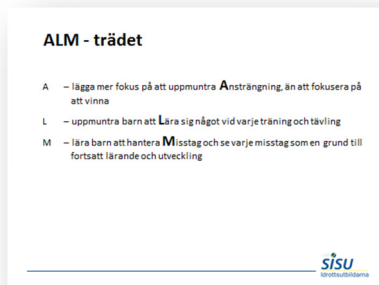 ALM - trädet
A – lägga mer fokus på att uppmuntra Ansträngning, än att fokusera på
att vinna
L – uppmuntra barn att Lära sig något vid varje träning och tävling
M – lära barn att hantera Misstag och se varje misstag som en grund till
fortsatt lärande och utveckling
SISU
Idrottsutbildarna